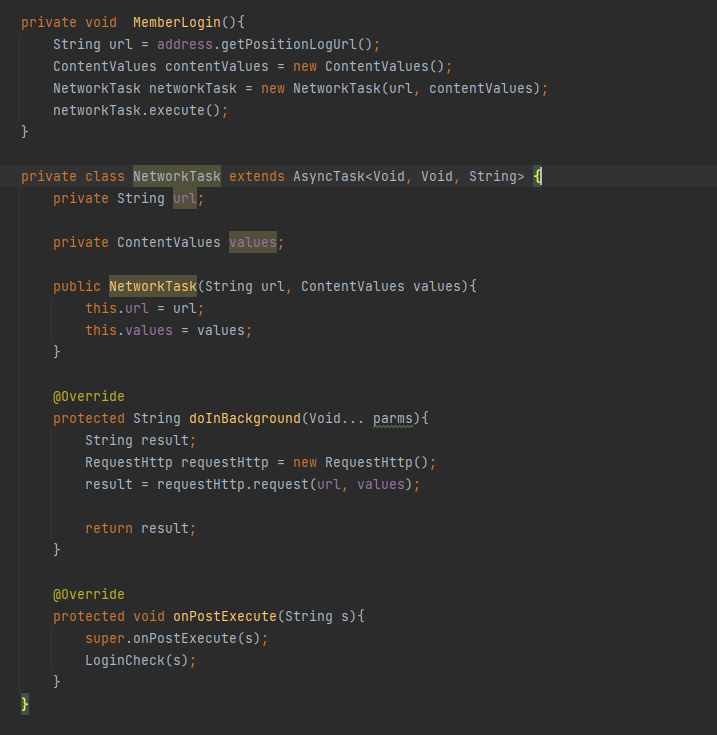 private void  MemberLogin(){
    String url = address.getPositionLogUrl();
    ContentValues contentValues = new ContentValues();
    NetworkTask networkTask = new NetworkTask(url, contentValues);
    networkTask.execute();
}
private class NetworkTask extends AsyncTask<Void, Void, String> {
    private String url;
    private ContentValues values;
    public NetworkTask(String url, ContentValues values){
        this.url = url;
        this.values = values;
    }
    @Override
    protected String doInBackground(Void... parms){
        String result;
        RequestHttp requestHttp = new RequestHttp();
        result = requestHttp.request(url, values);
        return result;
    }
    @Override
    protected void onPostExecute(String s){
        super.onPostExecute(s);
        LoginCheck(s);
    }
}